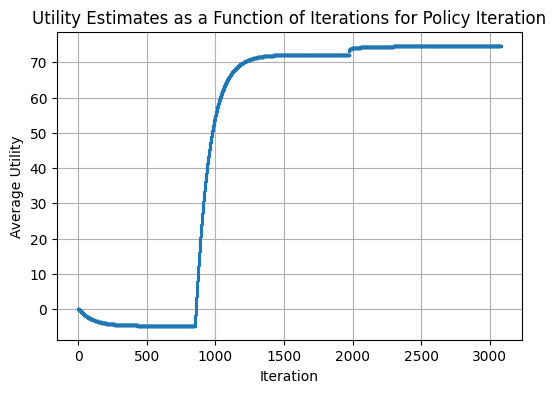 Utility Estimates as a Function of Iterations for Policy Iteration
Average Utility
70
60
50
40
30
20
10
0
0 500 1000 1500 2000 2500 3000
Iteration